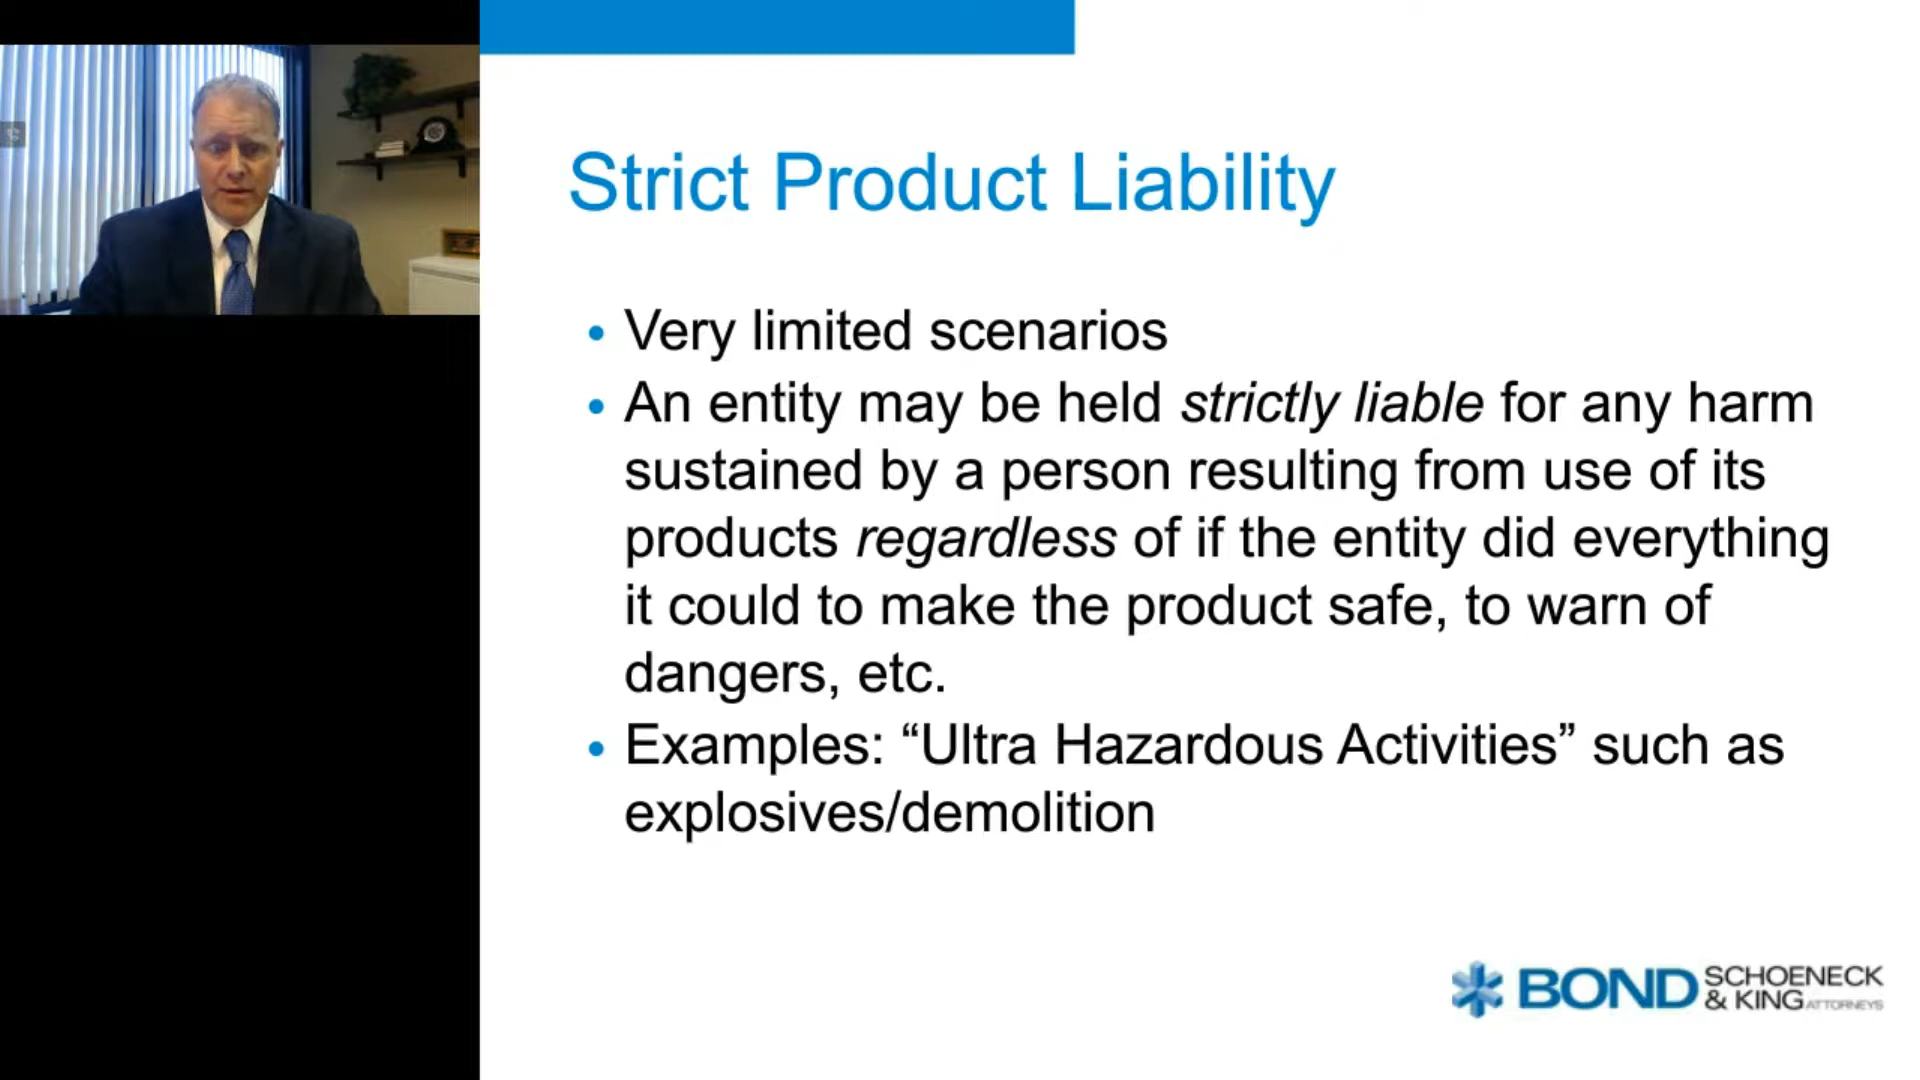 Strict Product Liability
• Very limited scenarios
• An entity may be held strictly liable for any harm
sustained by a person resulting from use of its
products regardless of if the entity did everything
it could to make the product safe, to warn of
dangers, etc.
• Examples: “Ultra Hazardous Activities” such as
explosives/demolition
BOND SCHOENECK
& KING ATTORNEYS